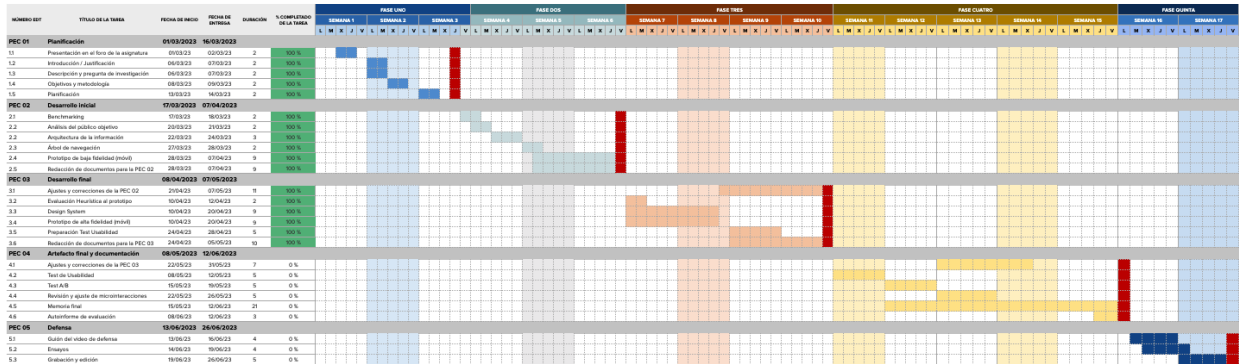 FASE UNO FASE DOS FASE TRES FASE CUATRO FASE QUINTA
NÚMERO EDT TÍTULO DE LA TAREA FECHA DE INICIO FECHA DE ENTREGA DURACIÓN % COMPLETADO DE LA TAREA SEMANA 1 SEMANA 2 SEMANA 3 SEMANA 4 SEMANA 5 SEMANA 6 SEMANA 7 SEMANA 8 SEMANA 9 SEMANA 10 SEMANA 11 SEMANA 12 SEMANA 13 SEMANA 14 SEMANA 15 SEMANA 16 SEMANA 17
L M X J V L M X J V L M X J V L M X J V L M X J V L M X J V L M X J V L M X J V L M X J V L M X J V L M X J V L M X J V L M X J V L M X J V L M X J V L M X J V L M X J V
PEC 01 Planificación 01/03/2023 16/03/2023
1.1 Presentación en el foro de la asignatura 01/03/23 02/03/23 2 100 %
1.2 Introducción / Justificación 06/03/23 07/03/23 2 100 %
1.3 Descripción y pregunta de investigación 06/03/23 07/03/23 2 100 %
1.4 Objetivos y metodología 08/03/23 09/03/23 2 100 %
1.5 Planificación 13/03/23 14/03/23 2 100 %
PEC 02 Desarrollo inicial 17/03/2023 07/04/2023
2.1 Benchmarking 17/03/23 18/03/23 2 100 %
2.2 Análisis del público objetivo 20/03/23 21/03/23 2 100 %
2.2 Arquitectura de la información 22/03/23 24/03/23 3 100 %
2.3 Árbol de navegación 27/03/23 28/03/23 2 100 %
2.4 Prototipo de baja fidelidad (móvil) 28/03/23 07/04/23 9 100 %
2.5 Redacción de documentos para la PEC 02 28/03/23 07/04/23 9 100 %
PEC 03 Desarrollo final 08/04/2023 07/05/2023
3.1 Ajustes y correcciones de la PEC 02 21/04/23 07/05/23 11 100 %
3.2 Evaluación Heurística al prototipo 10/04/23 12/04/23 2 100 %
3.3 Design System 10/04/23 20/04/23 9 100 %
3.4 Prototipo de alta fidelidad (móvil) 10/04/23 20/04/23 9 100 %
3.5 Preparación Test Usabilidad 24/04/23 28/04/23 5 100 %
3.6 Redacción de documentos para la PEC 03 24/04/23 05/05/23 10 100 %
PEC 04 Artefacto final y documentación 08/05/2023 12/06/2023
4.1 Ajustes y correcciones de la PEC 03 22/05/23 31/05/23 7 0 %
4.2 Test de Usabilidad 08/05/23 12/05/23 5 0 %
4.3 Test A/B 15/05/23 19/05/23 5 0 %
4.4 Revisión y ajuste de microinteracciones 22/05/23 26/05/23 5 0 %
4.5 Memoria final 15/05/23 12/06/23 21 0 %
4.6 Autoinforme de evaluación 08/06/23 12/06/23 3 0 %
PEC 05 Defensa 13/06/2023 26/06/2023
5.1 Guión del vídeo de defensa 13/06/23 16/06/23 4 0 %
5.2 Ensayos 14/06/23 19/06/23 4 0 %
5.3 Grabación y edición 19/06/23 26/06/23 5 0 %